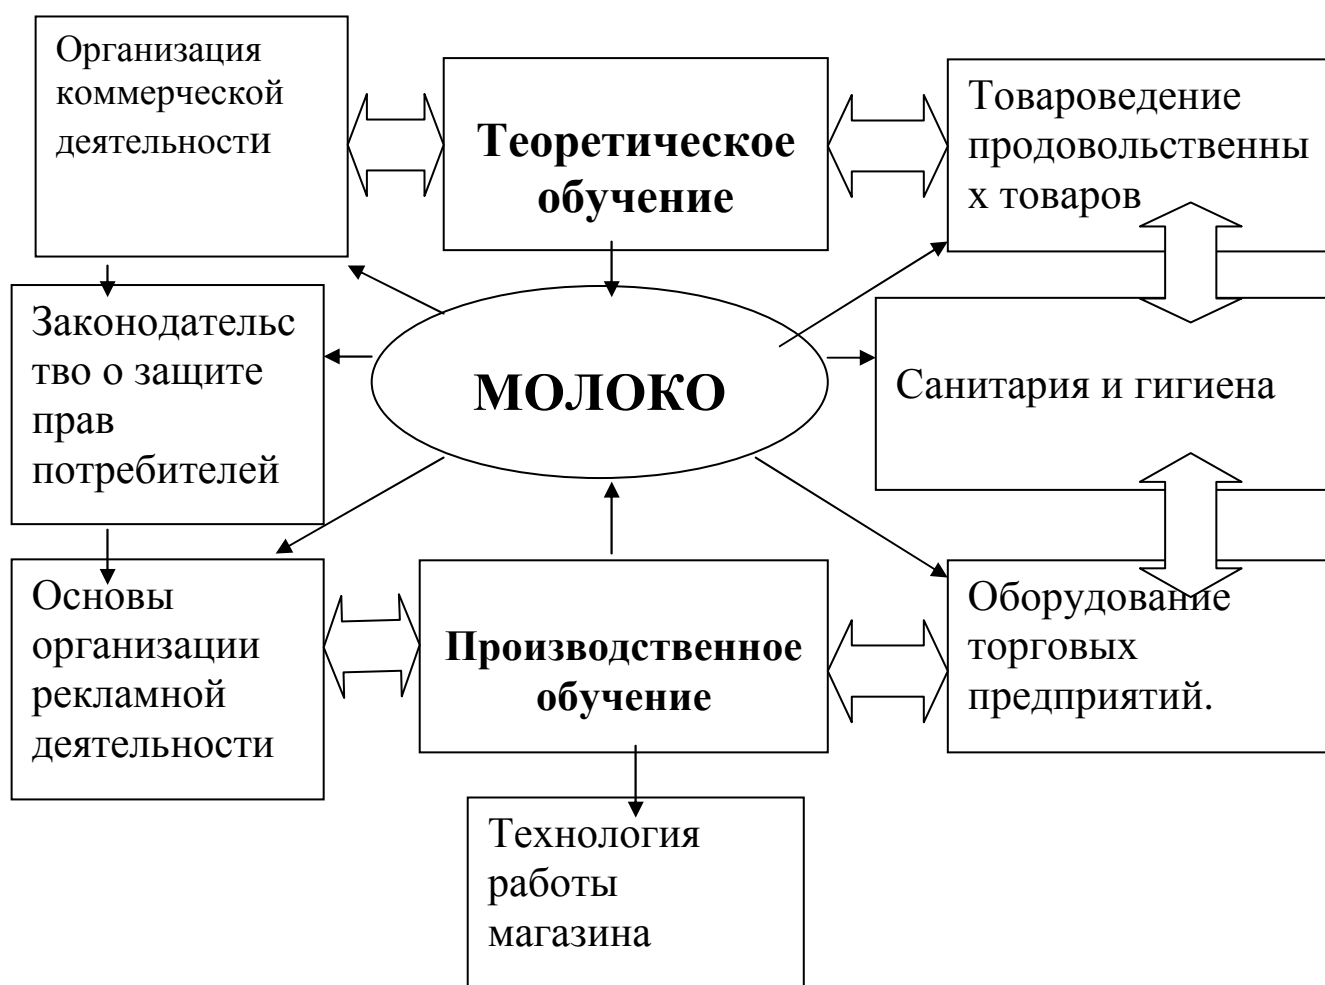 Организация
коммерческой
деятельности
Теоретическое
обучение
Товароведение
продовольственны
х товаров
Законодательс
тво о защите
прав
потребителей
МОЛОКО
Санитария и гигиена
Основы
организации
рекламной
деятельности
Производственное
обучение
Оборудование
торговых
предприятий.
Технология
работы
магазина